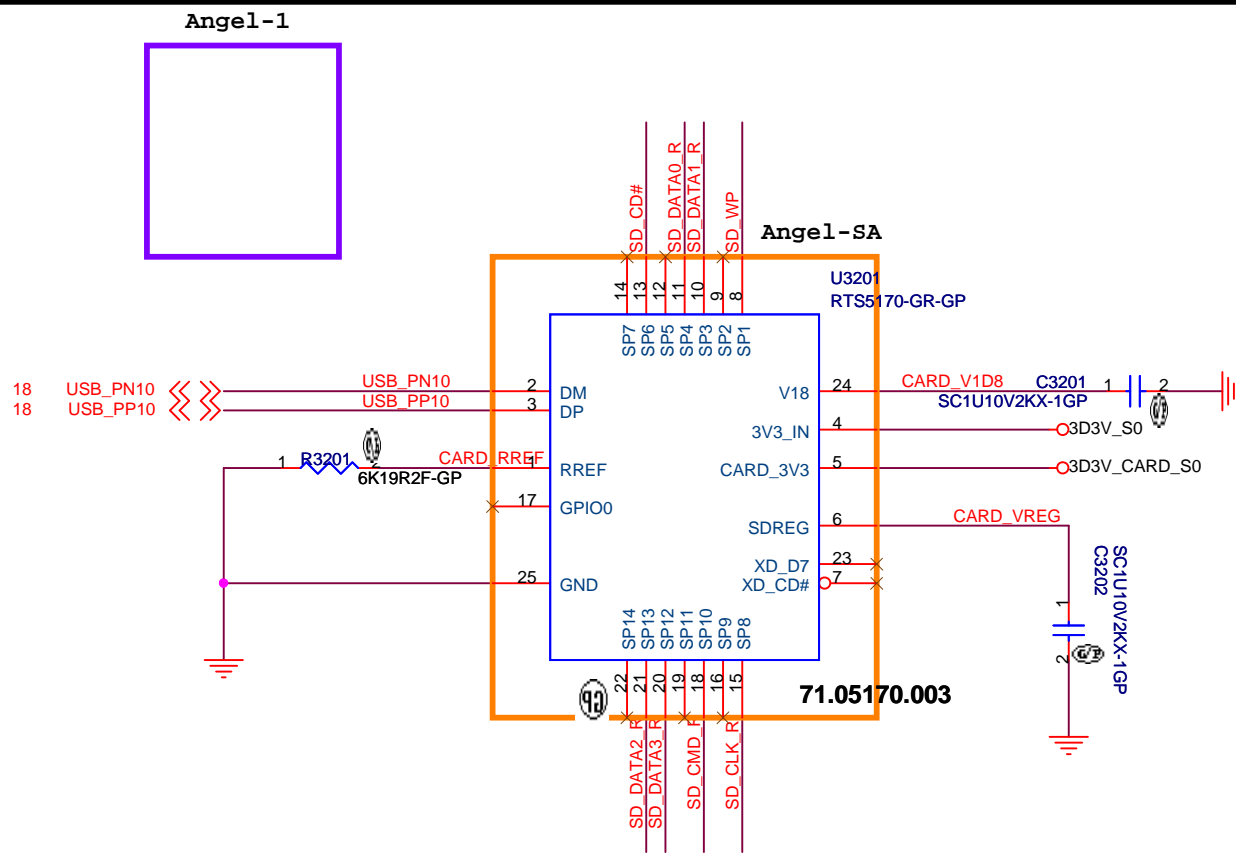 Angel-1
SD_CD#
SD_DATA0_R
SD_DATA1_R
SD_WP
Angel-SA
U3201
RTS5170-GR-GP
14
13
12
11
10
9
8
SP7
SP6
SP5
SP4
SP3
SP2
SP1
18 USB_PN10
18 USB_PP10
USB_PN10
USB_PP10
2 DM
3 DP
1 R3201 2
6K19R2F-GP
CARD_RREF
1 RREF
17 GPIO0
25 GND
V18 24
CARD_V1D8
C3201 1 2
SC1U10V2KX-1GP
3V3_IN 4
3D3V_S0
CARD_3V3 5
3D3V_CARD_S0
SDREG 6
CARD_VREG
XD_D7 23
XD_CD# 7
SC1U10V2KX-1GP
C3202
1
2
G/P
SP14
SP13
SP12
SP11
SP10
SP9
SP8
22
21
20
19
18
16
15
71.05170.003
GP
SD_DATA2_R
SD_DATA3_R
SD_CMD_R
SD_CLK_R